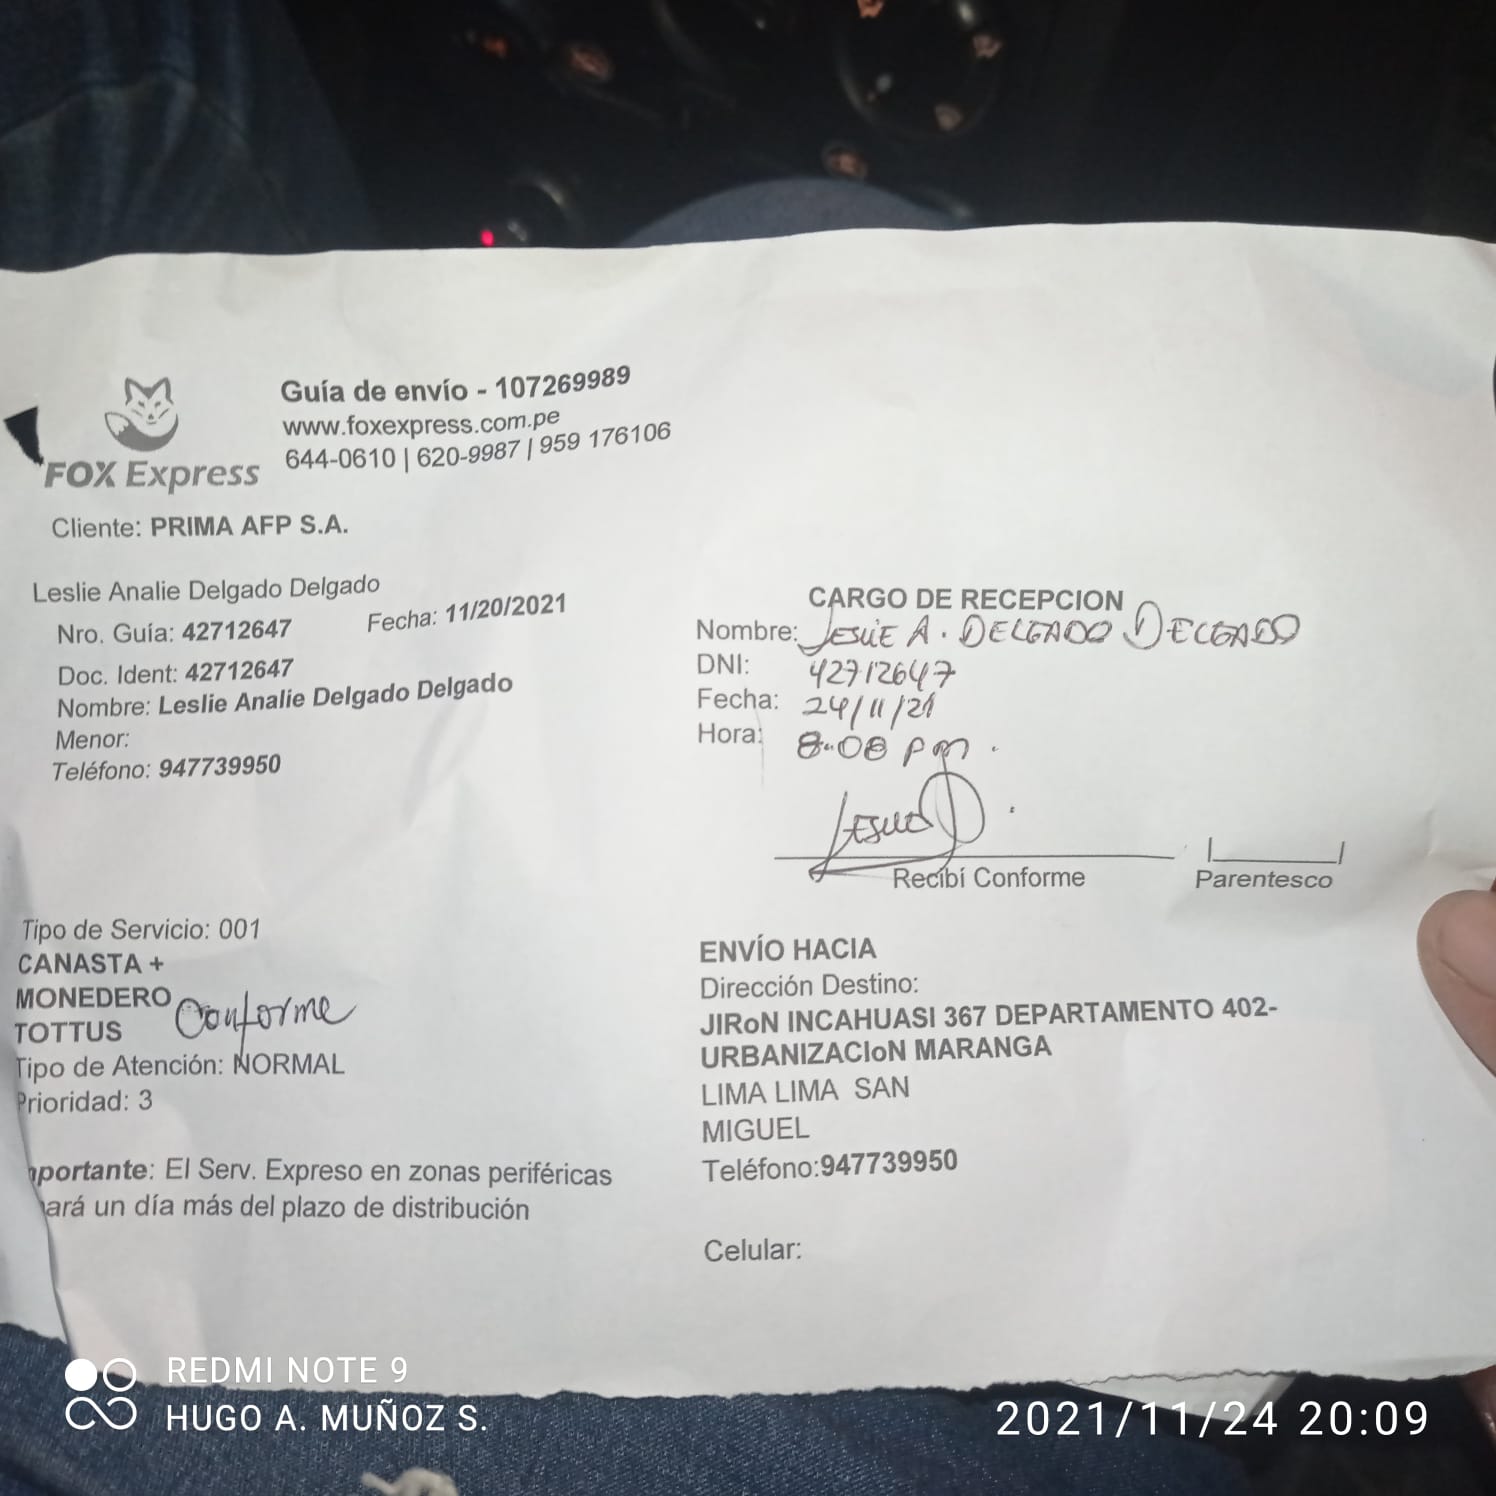 Guía de envío - 107269989
www.foxexpress.com.pe
644-0610 | 620-9987 | 959 176106
FOX Express
Cliente: PRIMA AFP S.A.
Leslie Analie Delgado Delgado
Nro. Guía: 42712647 Fecha: 11/20/2021
Doc. Ident: 42712647
Nombre: Leslie Analie Delgado Delgado
Menor:
Teléfono: 947739950
CARGO DE RECEPCION
Nombre: LESLIE A. DELGADO DELGADO
DNI: 42712647
Fecha: 24/11/21
Hora: 8:08 pm.
Recibí Conforme
Parentesco
Tipo de Servicio: 001
CANASTA +
MONEDERO Conforme
TOTTUS
Tipo de Atención: NORMAL
Prioridad: 3
portante: El Serv. Expreso en zonas periféricas
ará un día más del plazo de distribución
ENVÍO HACIA
Dirección Destino:
JIRoN INCAHUASI 367 DEPARTAMENTO 402-
URBANIZACIoN MARANGA
LIMA LIMA SAN
MIGUEL
Teléfono:947739950
Celular:
REDMI NOTE 9
HUGO A. MUÑOZ S.
2021/11/24 20:09